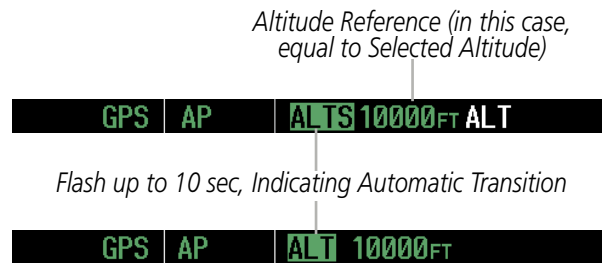 Altitude Reference (in this case,
equal to Selected Altitude)
GPS AP ALTS 10000FT ALT
Flash up to 10 sec, Indicating Automatic Transition
GPS AP ALT 10000FT